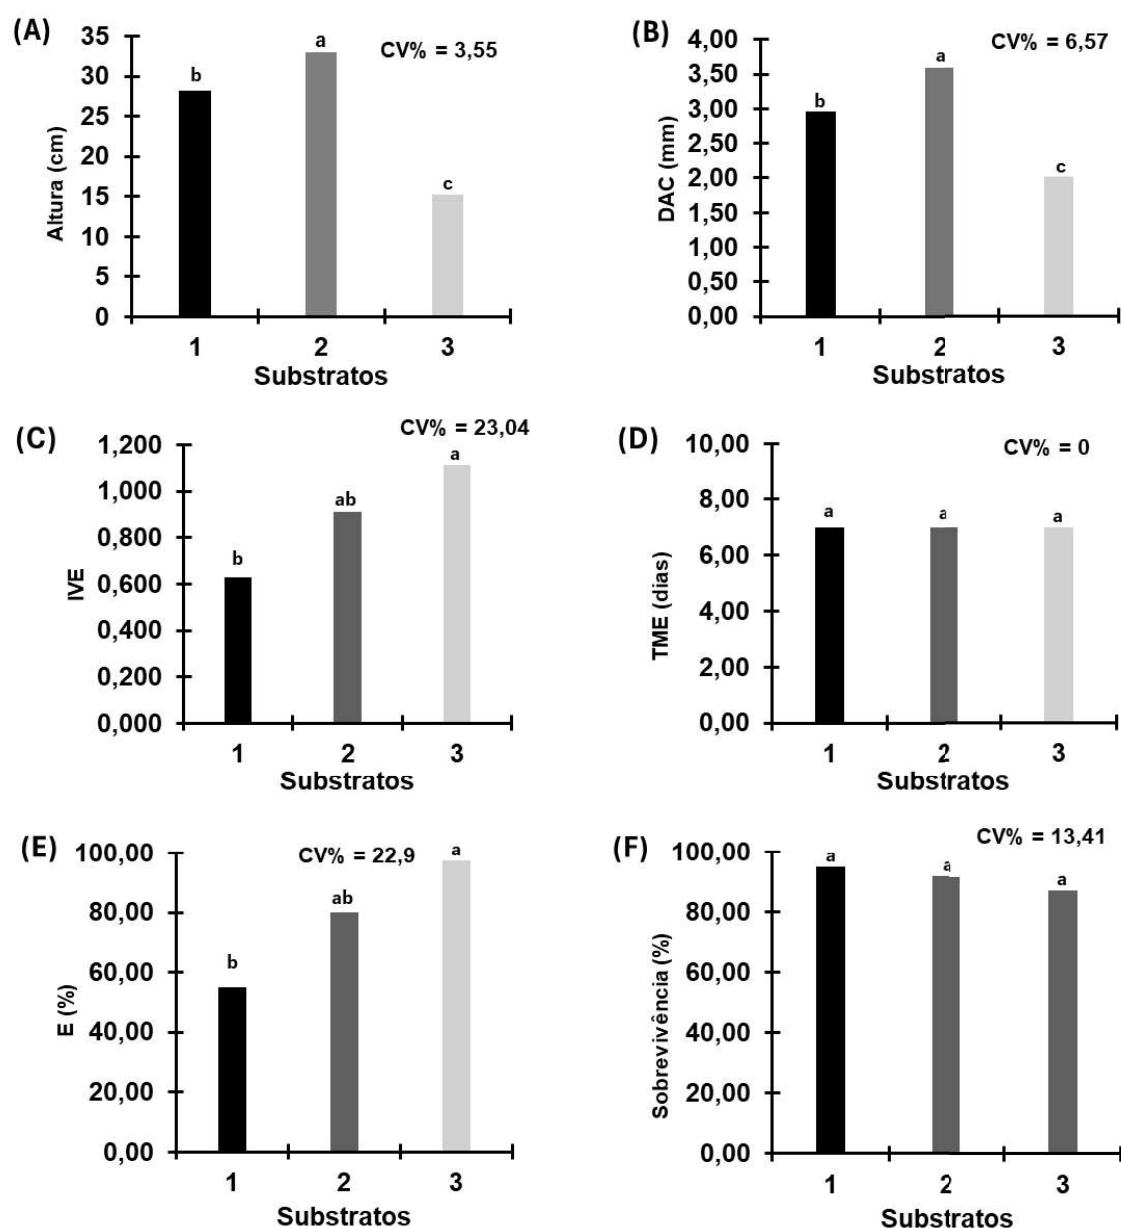 (A)
CV% = 3,55
Altura (cm)
35
30
25
20
15
10
5
0
b
a
c
1 2 3
Substratos
(B)
CV% = 6,57
DAC (mm)
4,00
3,50
3,00
2,50
2,00
1,50
1,00
0,50
0,00
b
a
c
1 2 3
Substratos
(C)
CV% = 23,04
IVE
1,200
1,000
0,800
0,600
0,400
0,200
0,000
b
ab
a
1 2 3
Substratos
(D)
CV% = 0
TME (dias)
10,00
8,00
6,00
4,00
2,00
0,00
a
a
a
1 2 3
Substratos
(E)
CV% = 22,9
E (%)
100,00
80,00
60,00
40,00
20,00
0,00
b
ab
a
1 2 3
Substratos
(F)
CV% = 13,41
Sobrevivência (%)
100,00
80,00
60,00
40,00
20,00
0,00
a
a
a
1 2 3
Substratos